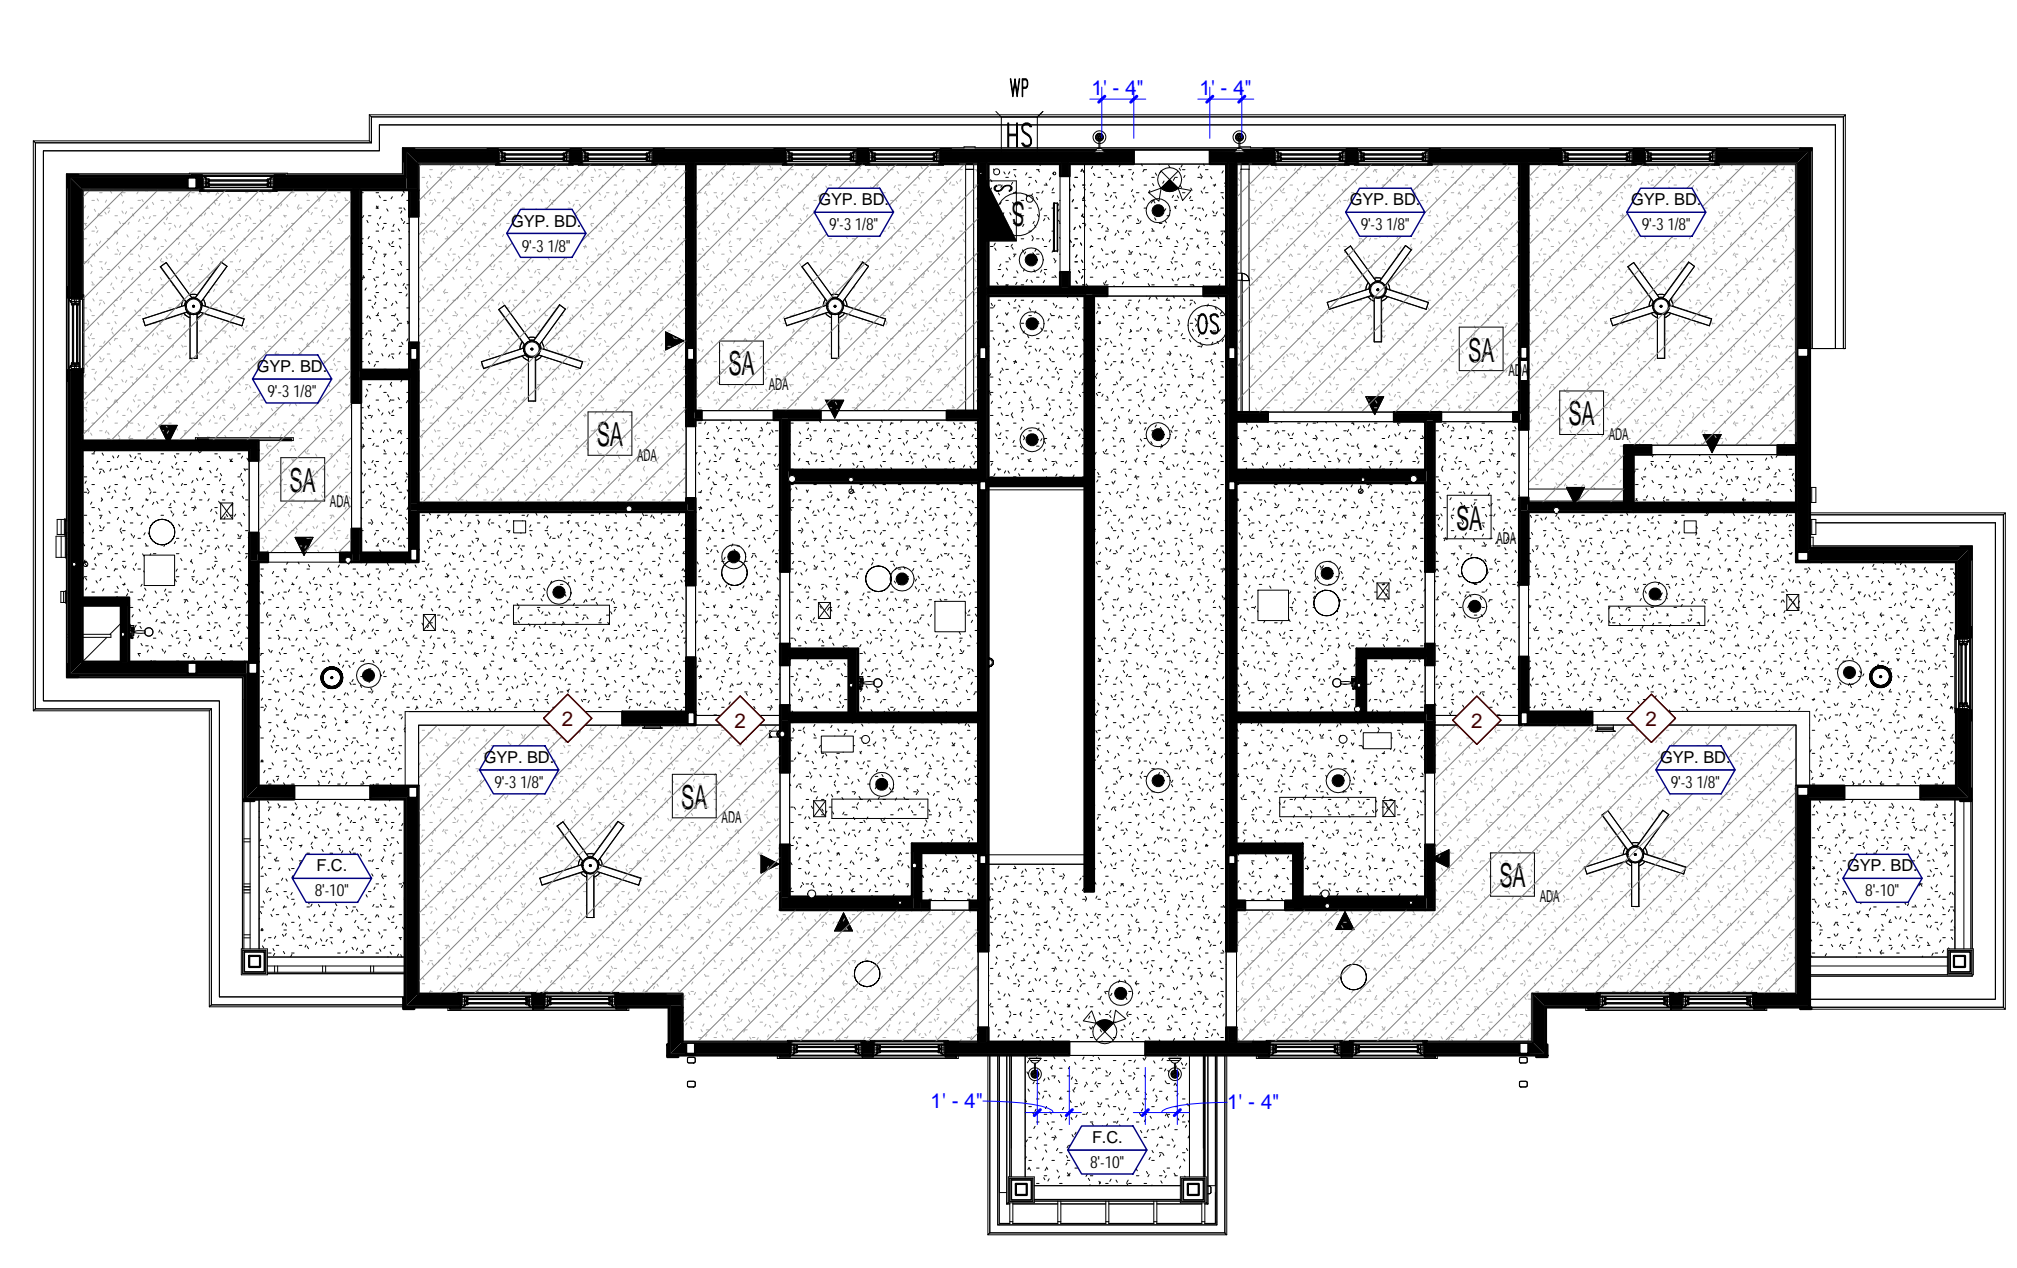 WP
1' - 4"
1' - 4"
HS
GYP. BD.
9'-3 1/8"
GYP. BD.
9'-3 1/8"
GYP. BD.
9'-3 1/8"
GYP. BD.
9'-3 1/8"
S
S
OS
GYP. BD.
9'-3 1/8"
SA
ADA
SA
ADA
SA
ADA
SA
ADA
SA
ADA
SA
ADA
2
2
2
2
GYP. BD.
9'-3 1/8"
GYP. BD.
9'-3 1/8"
SA
ADA
SA
ADA
F.C.
8'-10"
GYP. BD.
8'-10"
1' - 4"
1' - 4"
F.C.
8'-10"